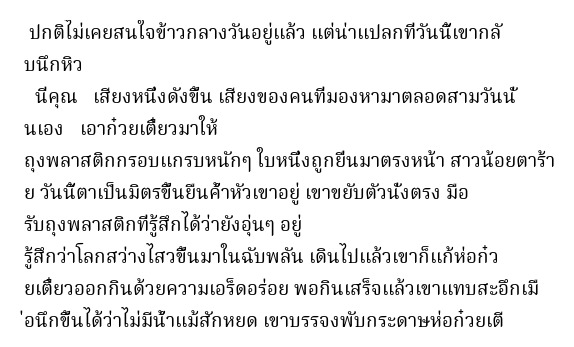 ปกติไม่เคยสนใจข้าวกลางวันอยู่แล้ว แต่น่าแปลกที่วันนี้เขากลั
บนึกหิว
นี่คุณ   เสียงหนึ่งดังขึ้น เสียงของคนที่มองหามาตลอดสามวันนั่
นเอง   เอาก๋วยเตี๋ยวมาให้
ถุงพลาสติกกรอบแกรบหนักๆ ใบหนึ่งถูกยื่นมาตรงหน้า สาวน้อยตาร้า
ย วันนี้ตาเป็นมิตรขึ้นยืนค้ำหัวเขาอยู่ เขาขยับตัวนั่งตรง มือ
รับถุงพลาสติกที่รู้สึกได้ว่ายังอุ่นๆ อยู่
รู้สึกว่าโลกสว่างไสวขึ้นมาในฉับพลัน เดินไปแล้วเขาก็แก้ห่อก๋ว
ยเตี๋ยวออกกินด้วยความเอร็ดอร่อย พอกินเสร็จแล้วเขาแทบสะอึกเมื
่อนึกขึ้นได้ว่าไม่มีน้ำแม้สักหยด เขาบรรจงพับกระดาษห่อก๋วยเตี๋